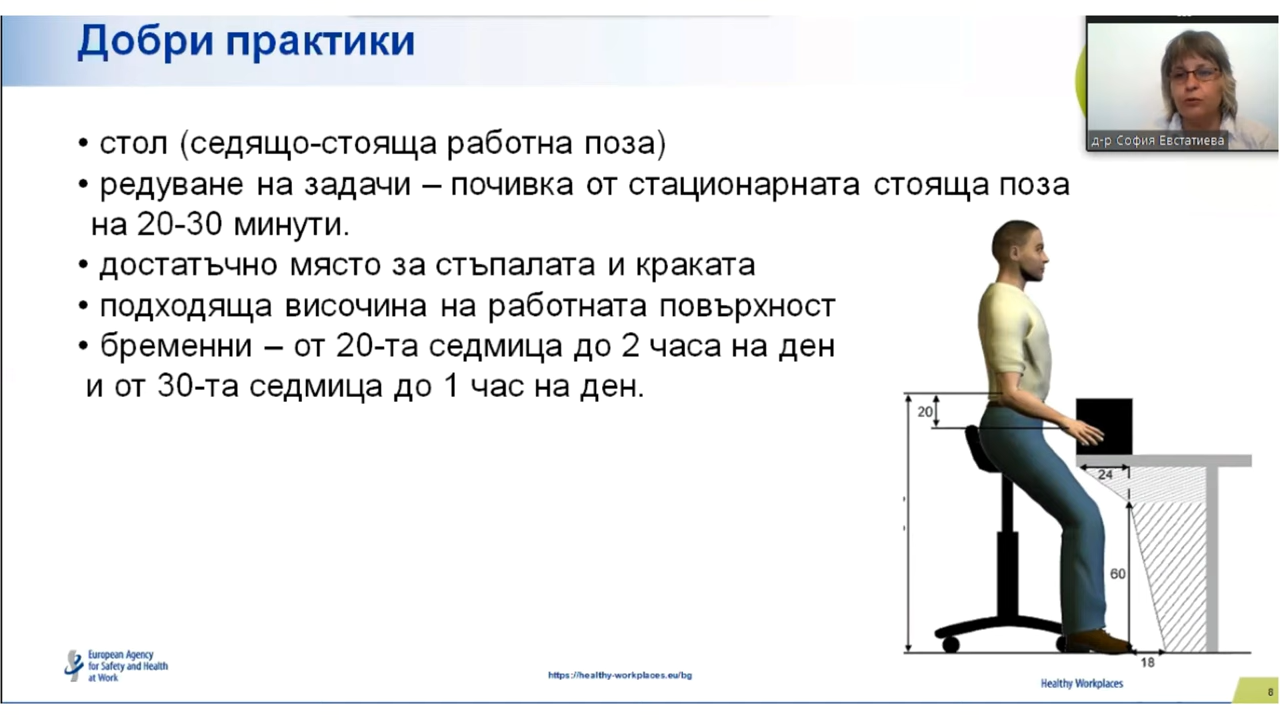 Добри практики
д-р София Евстатиева
• стол (седящо-стояща работна поза)
• редуване на задачи – почивка от стационарната стояща поза
на 20-30 минути.
• достатъчно място за стъпалата и краката
• подходяща височина на работната повърхност
• бременни – от 20-та седмица до 2 часа на ден
и от 30-та седмица до 1 час на ден.
20
24
60
18
European Agency
for Safety and Health
at Work
https://healthy-workplaces.eu/bg
Healthy Workplaces
8